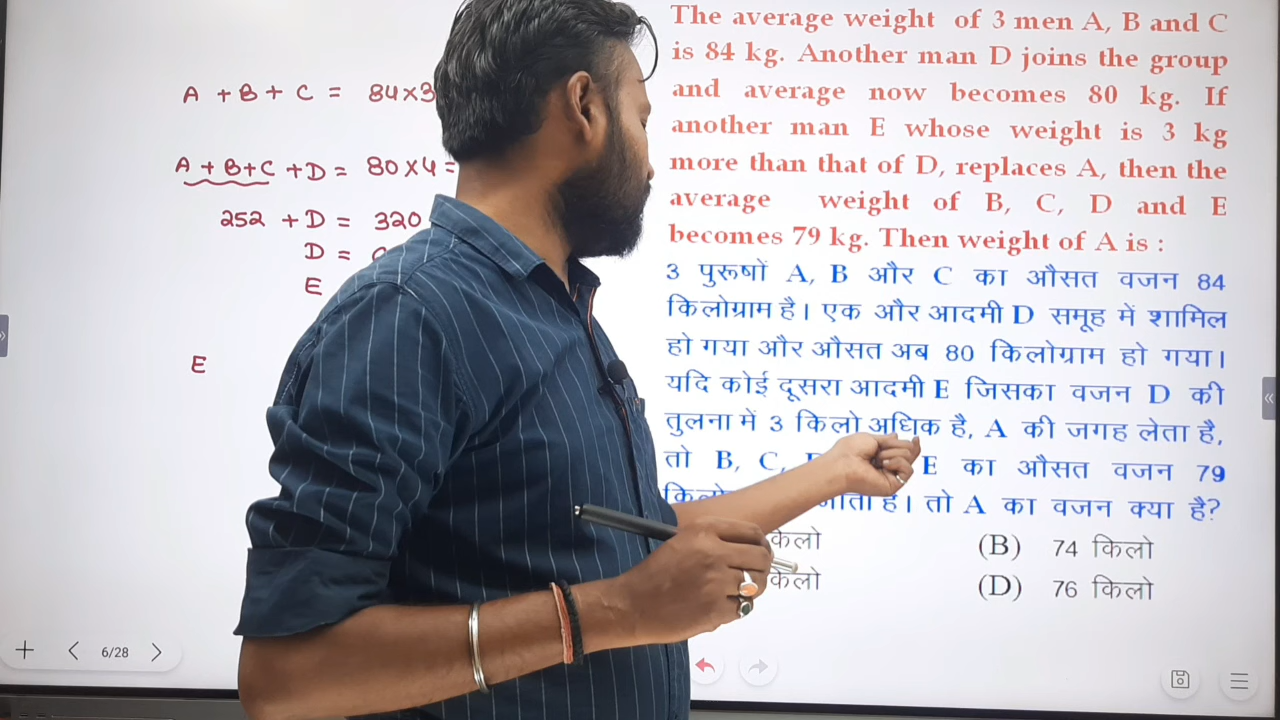 A + B + C = 84×3
A + B + C + D = 80×4 =
252 + D = 320
D =
E
E
The average weight of 3 men A, B and C
is 84 kg. Another man D joins the group
and average now becomes 80 kg. If
another man E whose weight is 3 kg
more than that of D, replaces A, then the
average weight of B, C, D and E
becomes 79 kg. Then weight of A is :
3 पुरूषों A, B और C का औसत वजन 84
किलोग्राम है। एक और आदमी D समूह में शामिल
हो गया और औसत अब 80 किलोग्राम हो गया।
यदि कोई दूसरा आदमी E जिसका वजन D की
तुलना में 3 किलो अधिक है, A की जगह लेता है,
तो B, C, E का औसत वजन 79
है। तो A का वजन क्या है?
किलो (B) 74 किलो
किलो (D) 76 किलो
6/28